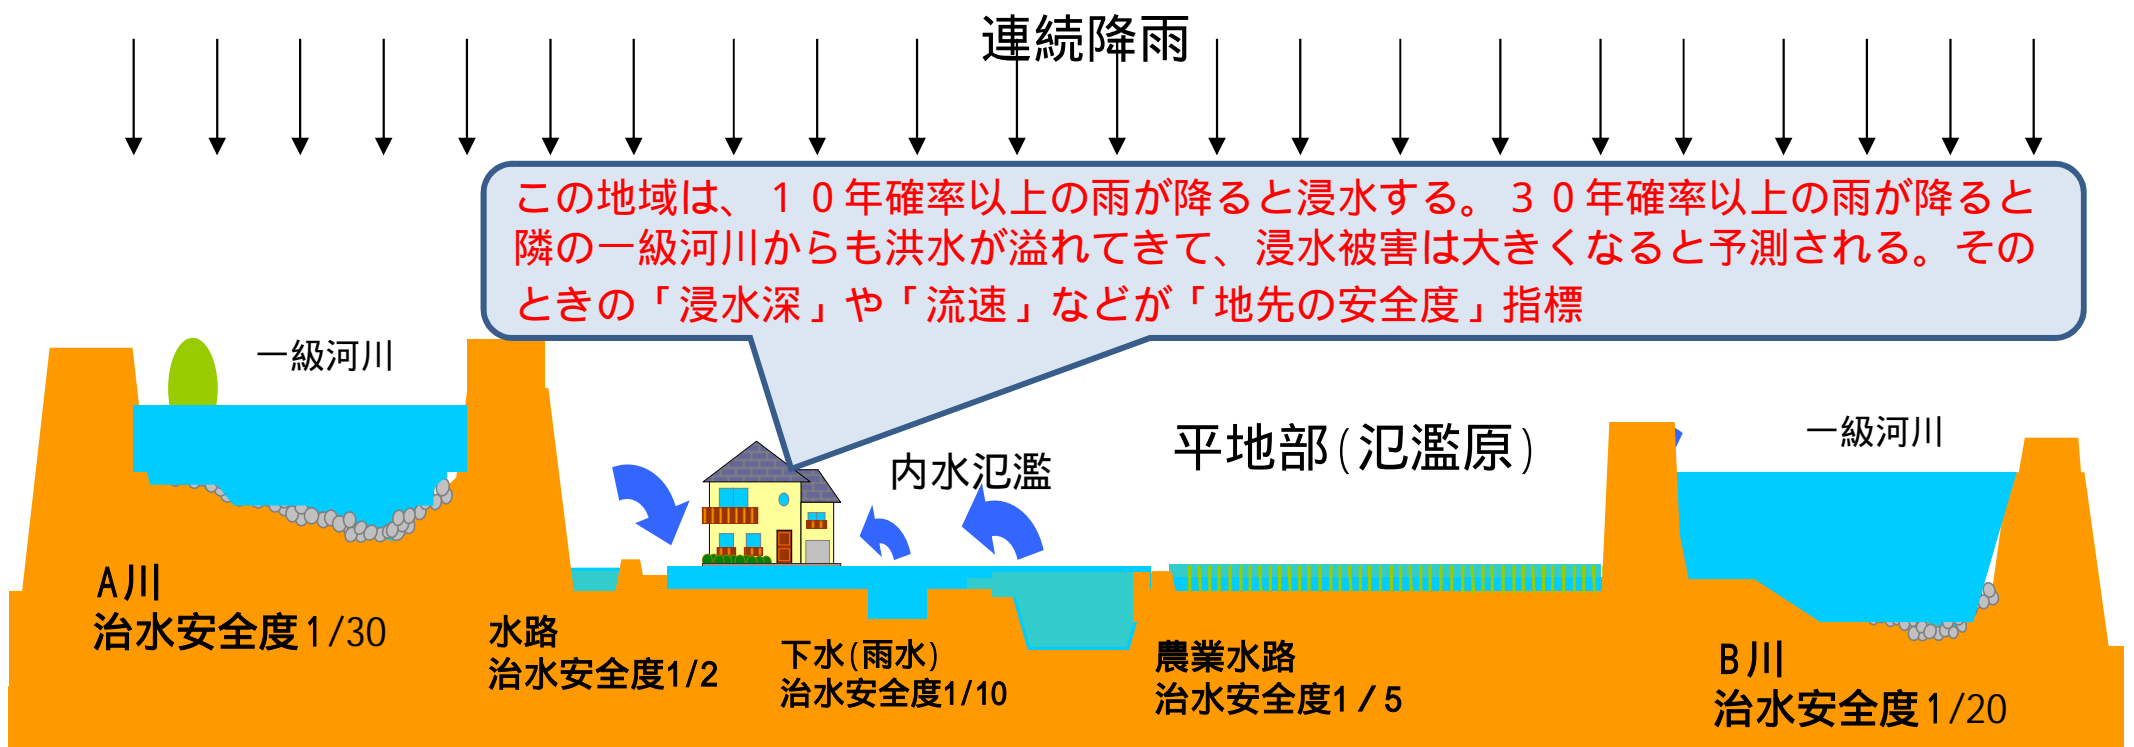 連続降雨
この地域は、１０年確率以上の雨が降ると浸水する。３０年確率以上の雨が降ると
隣の一級河川からも洪水が溢れてきて、浸水被害は大きくなると予測される。その
ときの「浸水深」や「流速」などが「地先の安全度」指標
一級河川
内水氾濫
平地部(氾濫原)
一級河川
A川
治水安全度1/30
水路
治水安全度1/2
下水(雨水)
治水安全度1/10
農業水路
治水安全度1/5
B川
治水安全度1/20